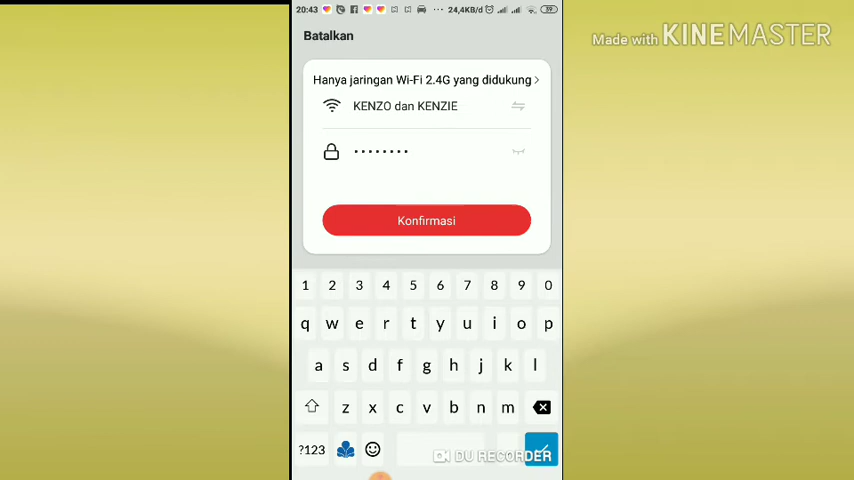 20:43 24,4KB/d 39
Made with KINEMASTER
Batalkan
Hanya jaringan Wi-Fi 2.4G yang didukung >
KENZO dan KENZIE
••••••••
Konfirmasi
1 2 3 4 5 6 7 8 9 0
q w e r t y u i o p
a s d f g h j k l
z x c v b n m
?123
DU RECORDER